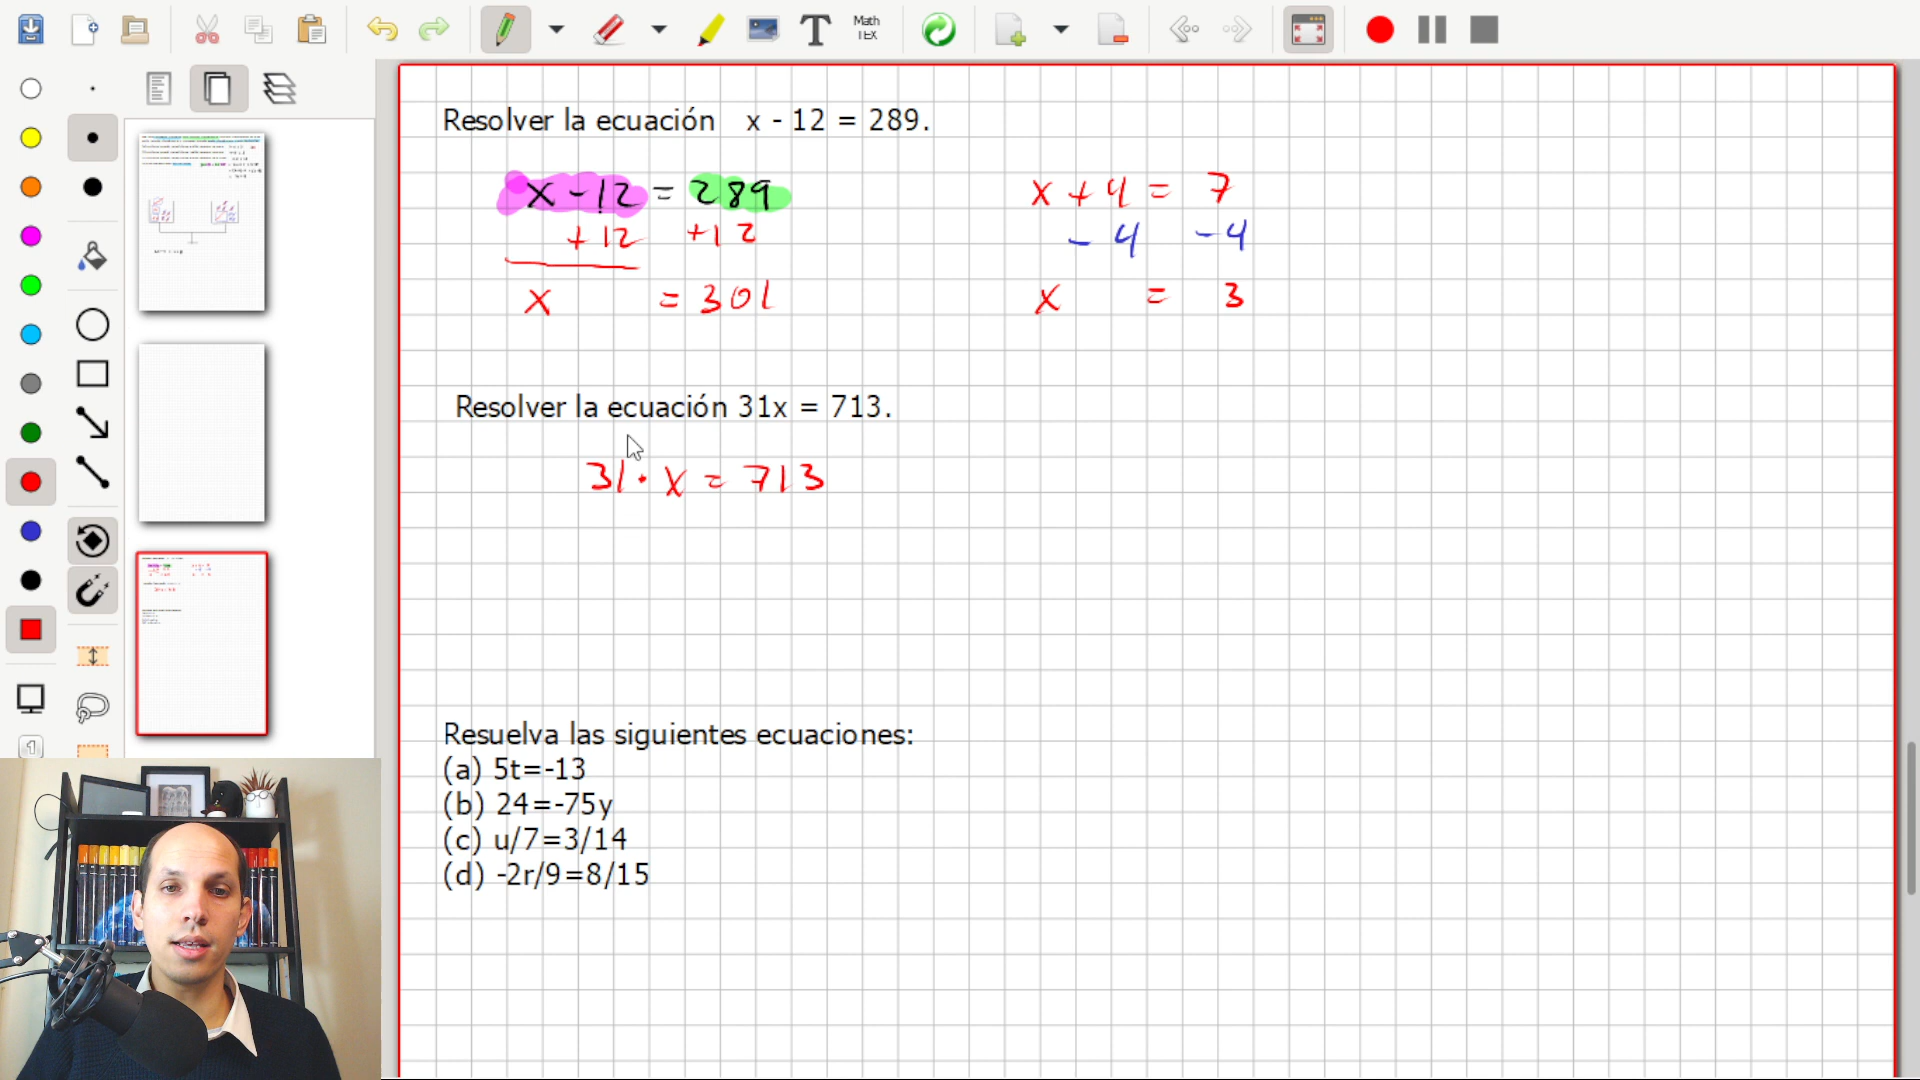 Math
TEX
Resolver la ecuación x - 12 = 289.
x - 12 = 289
+ 12 +12
x = 301
x + 4 = 7
- 4 -4
x = 3
Resolver la ecuación 31x = 713.
31 · x = 713
Resuelva las siguientes ecuaciones:
(a) 5t=-13
(b) 24=-75y
(c) u/7=3/14
(d) -2r/9=8/15
1